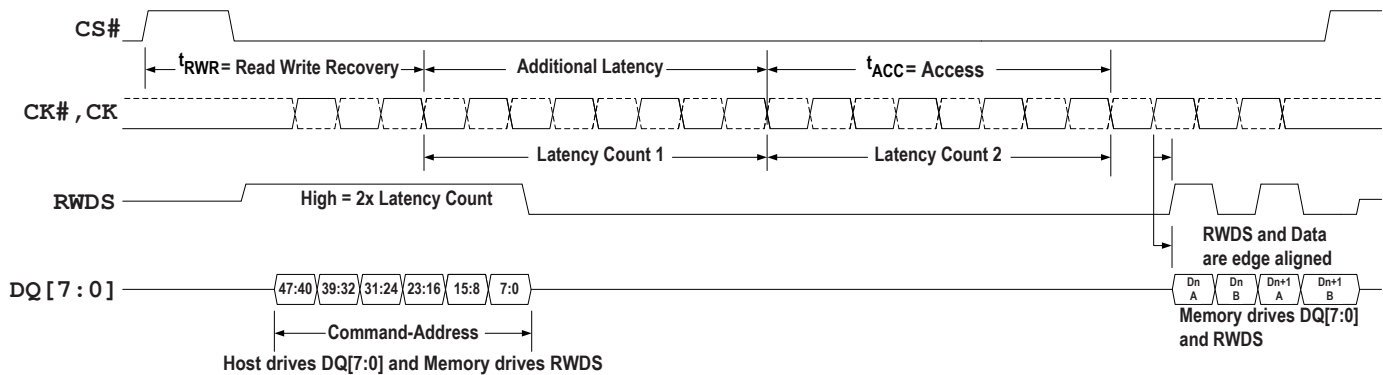 CS#
tRWR = Read Write Recovery
Additional Latency
tACC = Access
CK#,CK
Latency Count 1
Latency Count 2
RWDS
High = 2x Latency Count
RWDS and Data
are edge aligned
DQ[7:0]
47:40 39:32 31:24 23:16 15:8 7:0
Dn A
Dn B
Dn+1 A
Dn+1 B
Command-Address
Memory drives DQ[7:0]
and RWDS
Host drives DQ[7:0] and Memory drives RWDS